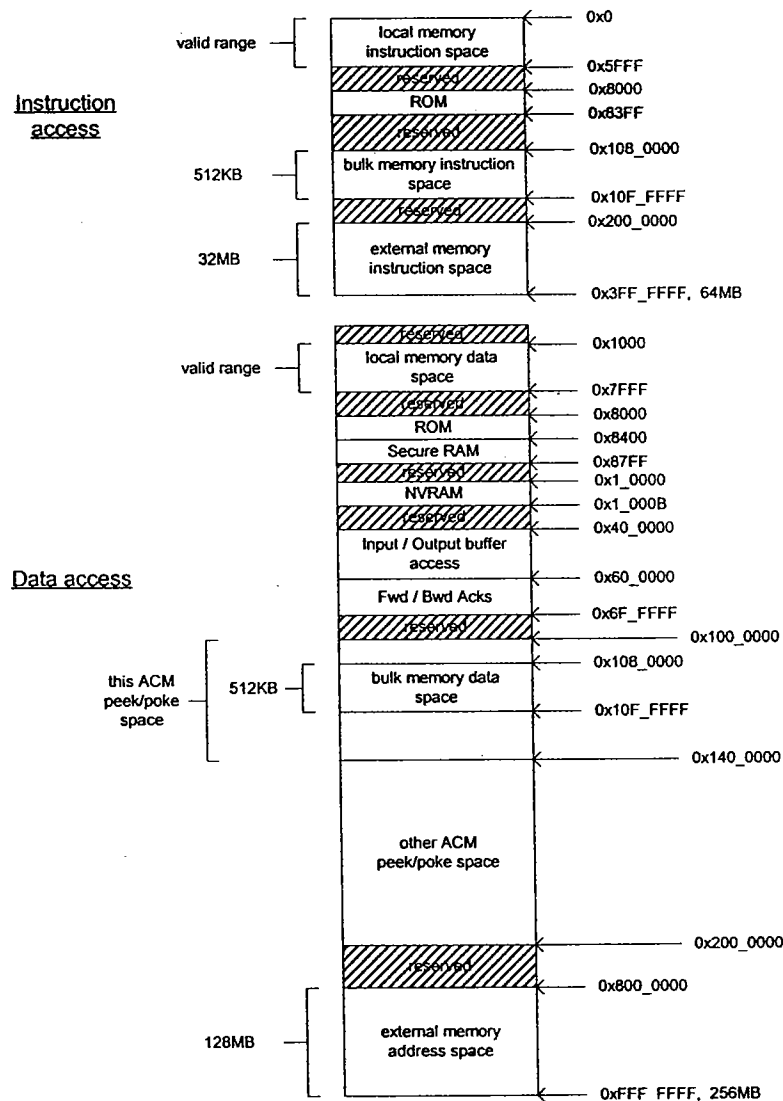 0x0
valid range
local memory
instruction space
0x5FFF
reserved
0x8000
Instruction
access
ROM
0x83FF
reserved
0x108_0000
512KB
bulk memory instruction
space
0x10F_FFFF
reserved
0x200_0000
32MB
external memory
instruction space
0x3FF_FFFF, 64MB
reserved
0x1000
valid range
local memory data
space
0x7FFF
reserved
0x8000
ROM
0x8400
Secure RAM
0x87FF
reserved
0x1_0000
NVRAM
0x1_000B
reserved
0x40_0000
Input / Output buffer
access
Data access
0x60_0000
Fwd / Bwd Acks
0x6F_FFFF
reserved
0x100_0000
0x108_0000
this ACM
peek/poke
space
512KB
bulk memory data
space
0x10F_FFFF
0x140_0000
other ACM
peek/poke space
0x200_0000
reserved
0x800_0000
128MB
external memory
address space
0xFFF_FFFF, 256MB